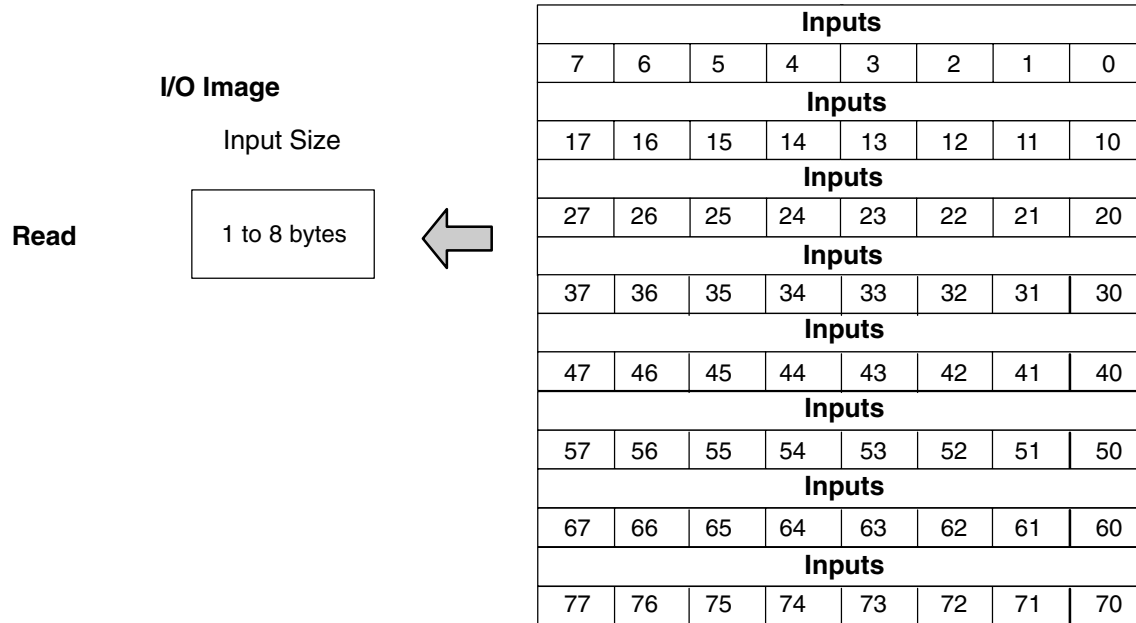 Inputs
7 6 5 4 3 2 1 0
I/O Image
Inputs
Input Size
17 16 15 14 13 12 11 10
Inputs
Read
1 to 8 bytes
27 26 25 24 23 22 21 20
Inputs
37 36 35 34 33 32 31 30
Inputs
47 46 45 44 43 42 41 40
Inputs
57 56 55 54 53 52 51 50
Inputs
67 66 65 64 63 62 61 60
Inputs
77 76 75 74 73 72 71 70